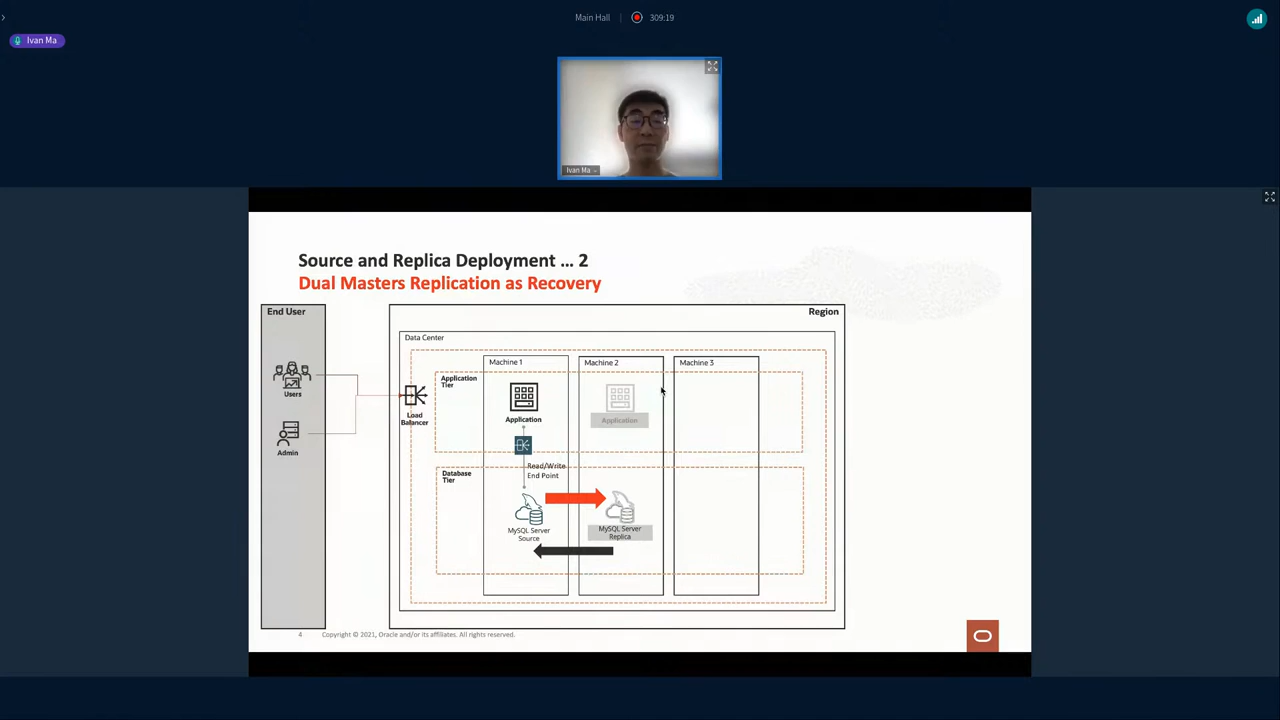 Main Hall
309:19
Ivan Ma
Ivan Ma
Source and Replica Deployment ... 2
Dual Masters Replication as Recovery
End User
Region
Data Center
Machine 1
Machine 2
Machine 3
Application
Tier
Users
Load
Balancer
Application
Application
Admin
Read/Write
End Point
Database
Tier
MySQL Server
Source
MySQL Server
Replica
4
Copyright © 2021, Oracle and/or its affiliates. All rights reserved.